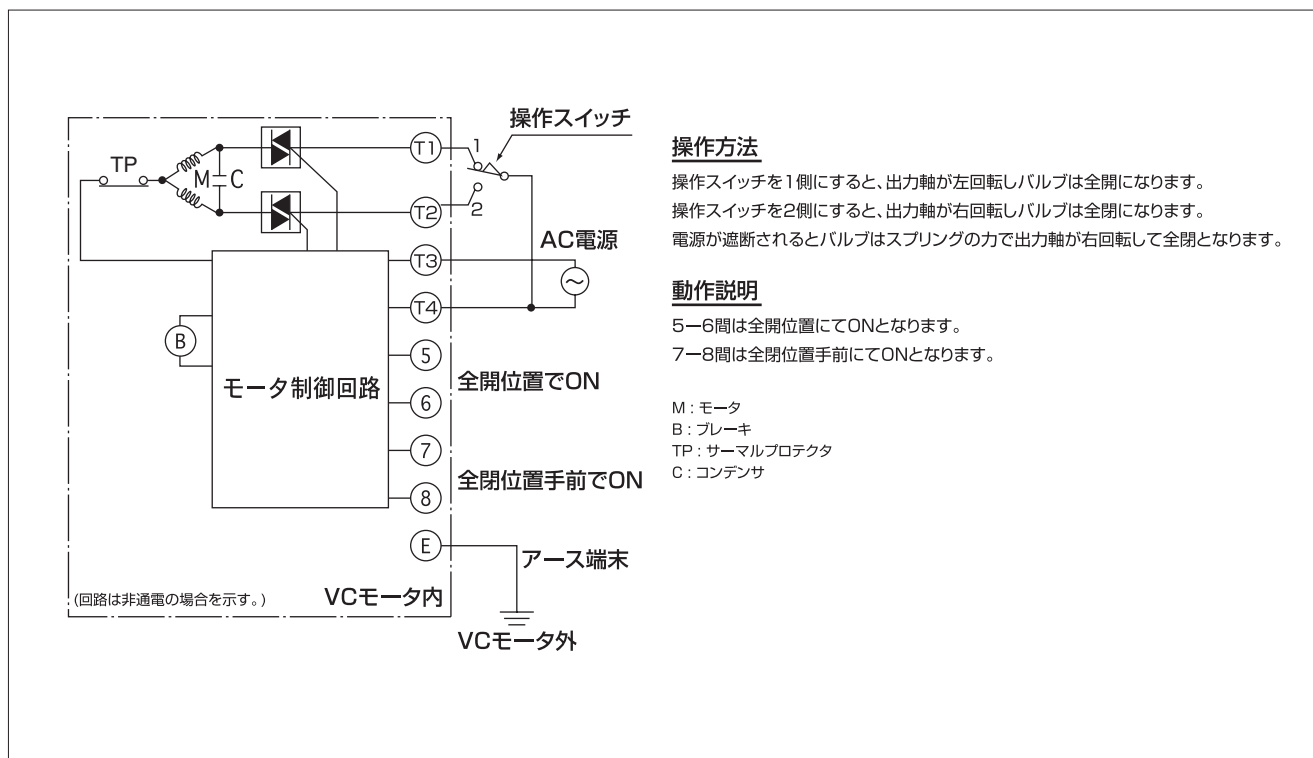 操作スイッチ
TP
M
C
T1
1
T2
2
AC電源
T3
T4
B
モータ制御回路
5
全開位置でON
6
7
全閉位置手前でON
8
E
アース端末
(回路は非通電の場合を示す。)
VCモータ内
VCモータ外
操作方法
操作スイッチを1側にすると、出力軸が左回転しバルブは全開になります。
操作スイッチを2側にすると、出力軸が右回転しバルブは全閉になります。
電源が遮断されるとバルブはスプリングの力で出力軸が右回転して全閉となります。
動作説明
5ー6間は全開位置にてONとなります。
7ー8間は全閉位置手前にてONとなります。
M : モータ
B : ブレーキ
TP : サーマルプロテクタ
C : コンデンサ